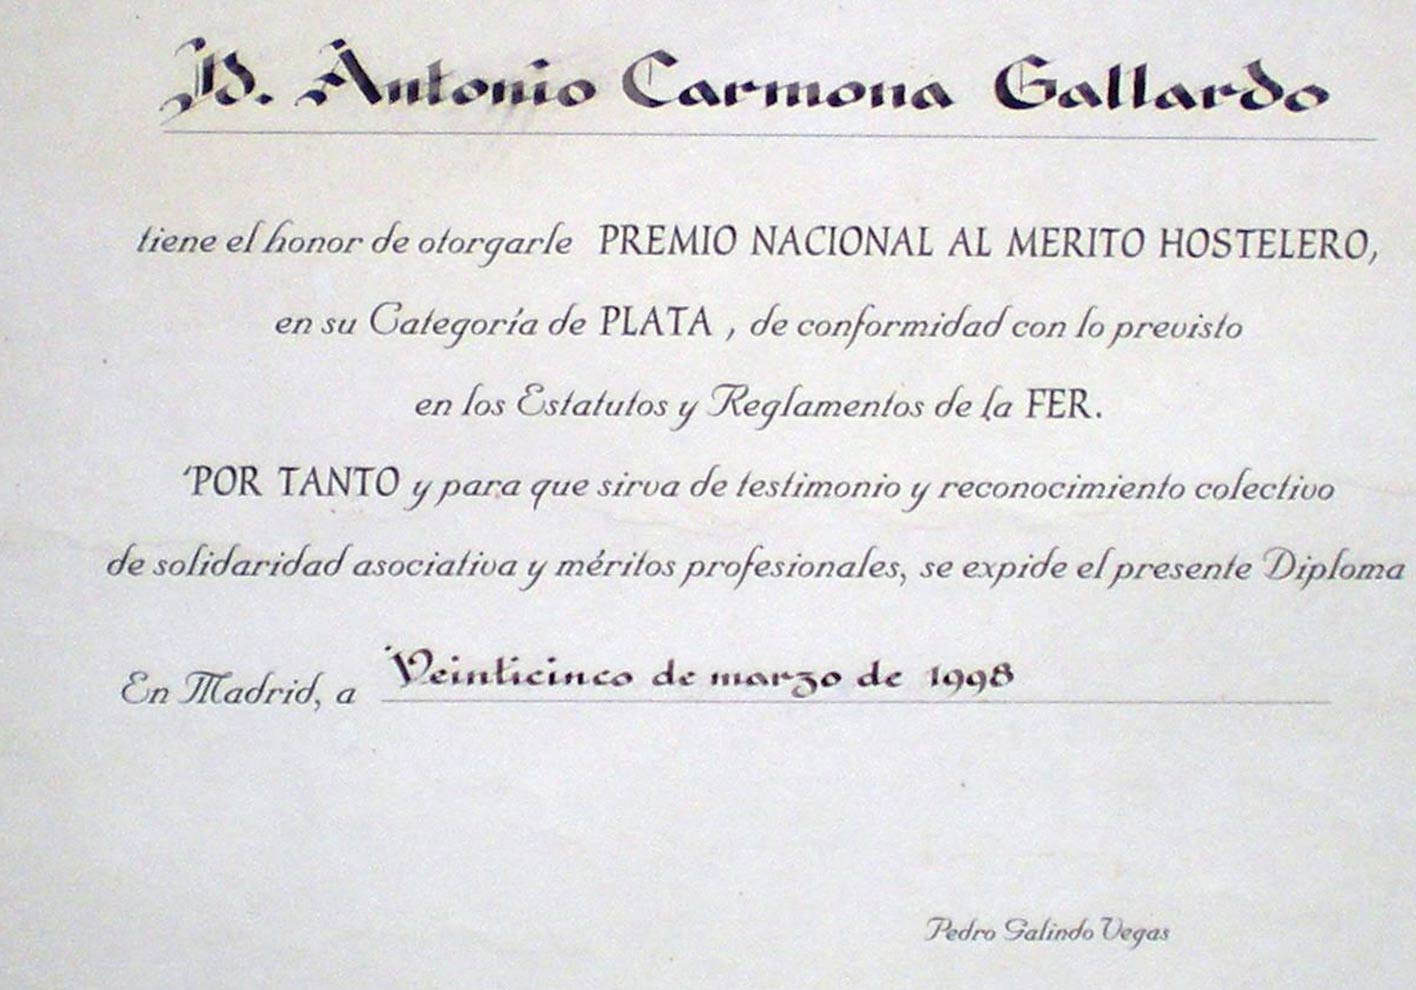 D. Antonio Carmona Gallardo
tiene el honor de otorgarle PREMIO NACIONAL AL MERITO HOSTELERO,
en su Categoría de PLATA , de conformidad con lo previsto
en los Estatutos y Reglamentos de la FER.
POR TANTO y para que sirva de testimonio y reconocimiento colectivo
de solidaridad asociativa y méritos profesionales, se expide el presente Diploma
En Madrid, a Veinticinco de marzo de 1998
Pedro Galindo Vegas